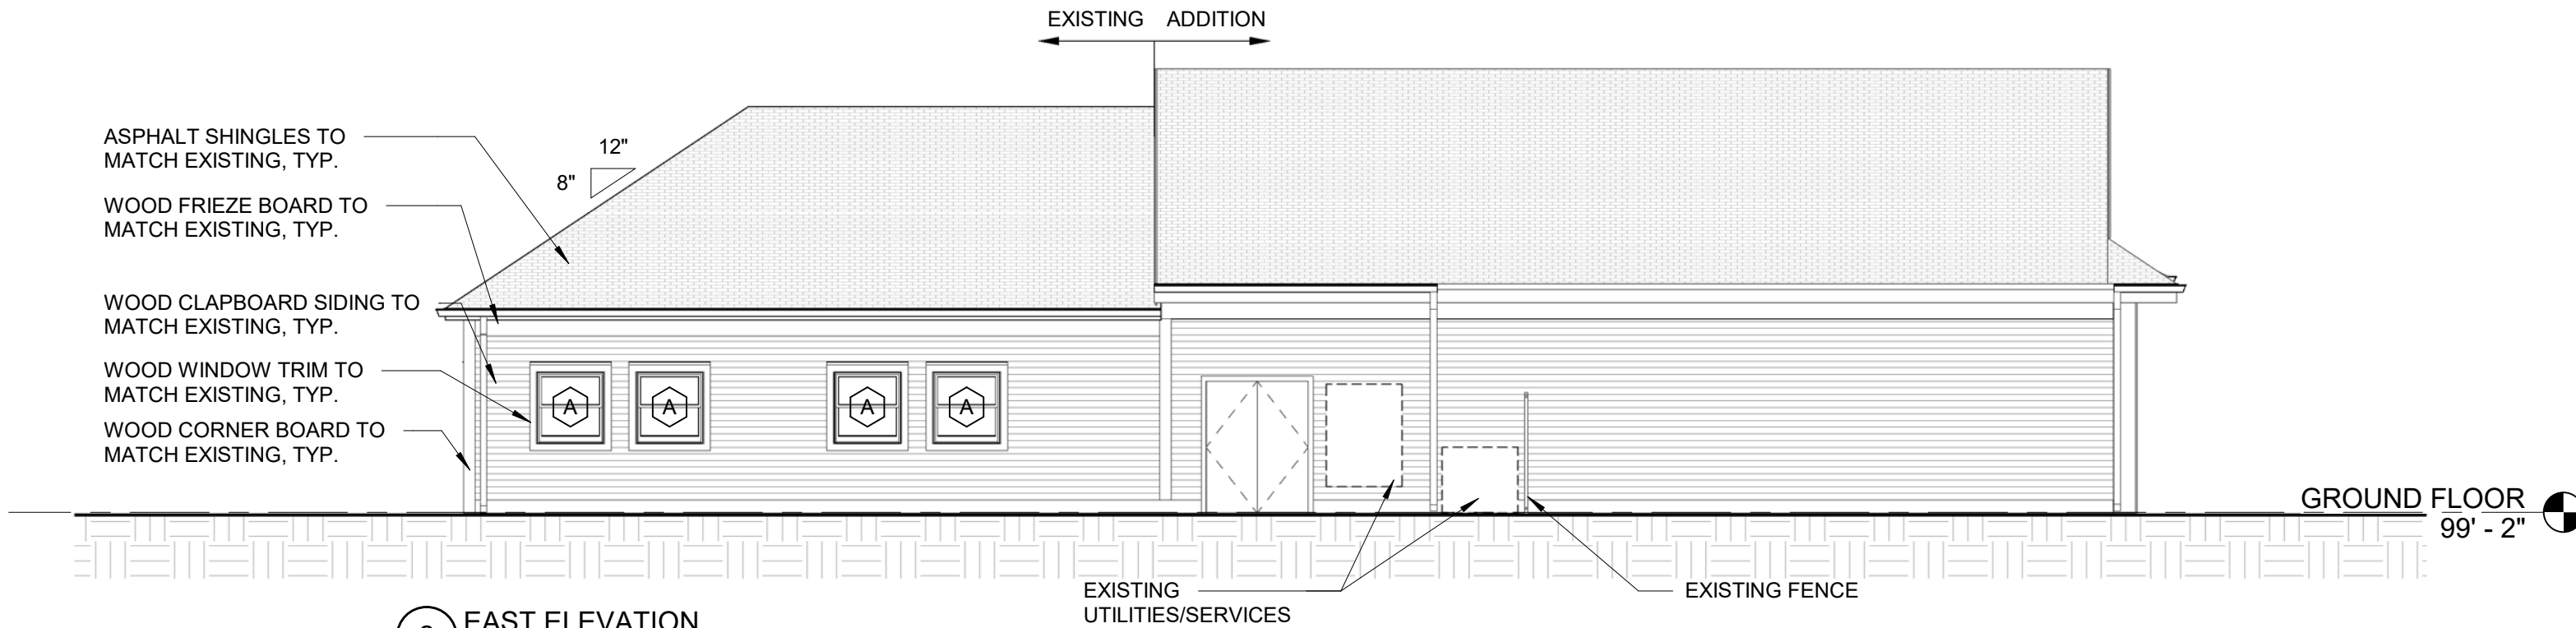 EXISTING ADDITION
ASPHALT SHINGLES TO
MATCH EXISTING, TYP.
12"
8"
WOOD FRIEZE BOARD TO
MATCH EXISTING, TYP.
WOOD CLAPBOARD SIDING TO
MATCH EXISTING, TYP.
WOOD WINDOW TRIM TO
MATCH EXISTING, TYP.
WOOD CORNER BOARD TO
MATCH EXISTING, TYP.
A A A A
GROUND FLOOR
99' - 2"
EXISTING
UTILITIES/SERVICES
EXISTING FENCE
EAST ELEVATION